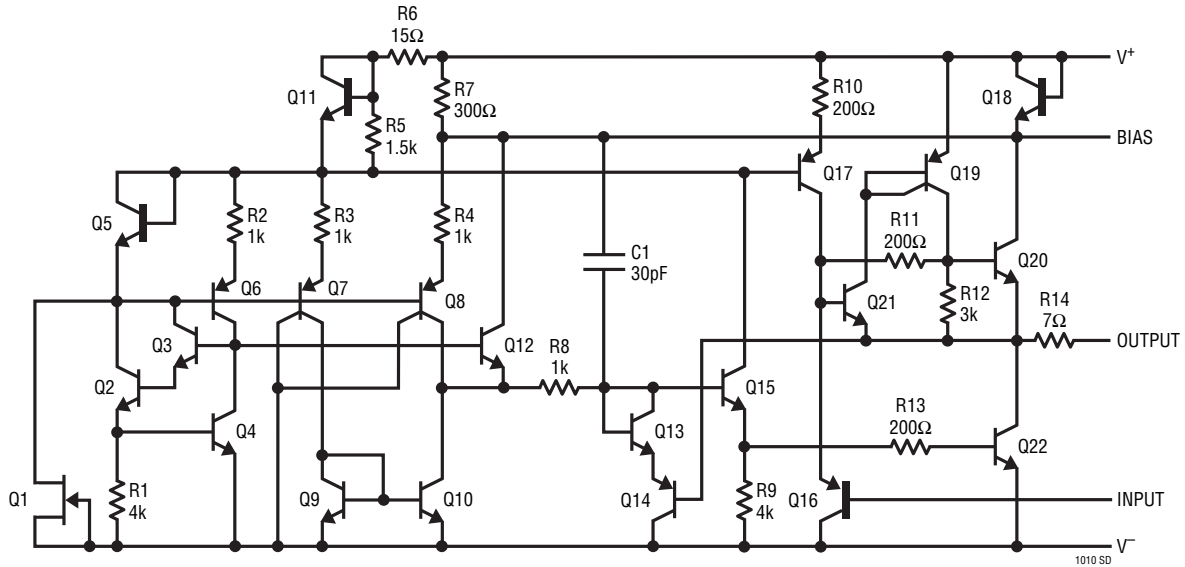 R6
15Ω
V+
Q11
R7
300Ω
R10
200Ω
Q18
R5
1.5k
BIAS
Q17
Q19
Q5
R2
1k
R3
1k
R4
1k
R11
200Ω
C1
30pF
Q20
Q6
Q7
Q8
Q21
R12
3k
R14
7Ω
Q3
Q12
R8
1k
OUTPUT
Q2
Q15
R13
200Ω
Q4
Q13
Q22
Q1
R1
4k
Q9
Q10
Q14
R9
4k
Q16
INPUT
V–
1010 SD